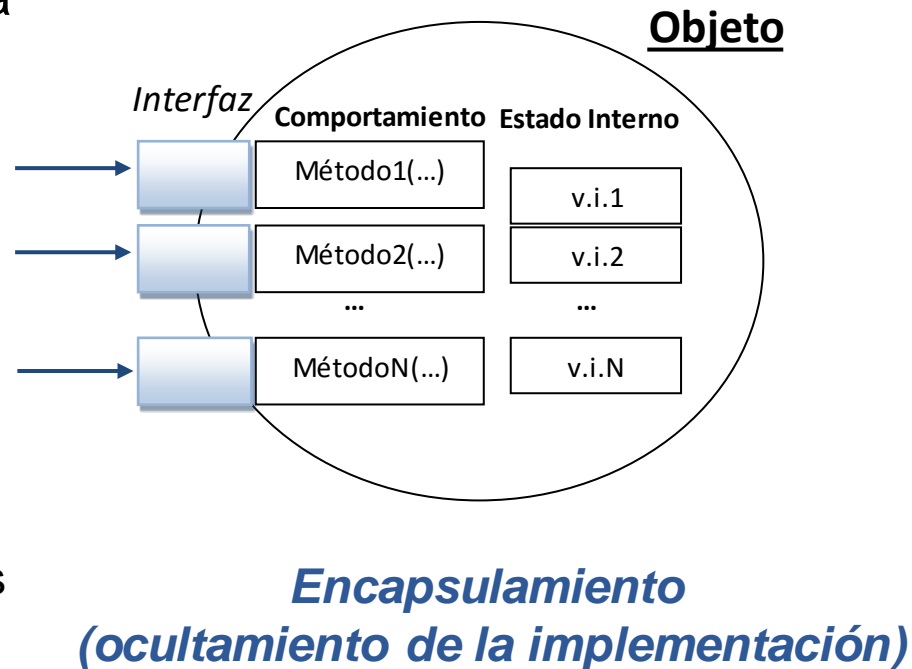 a
Objeto
Interfaz
Comportamiento Estado Interno
Método1(…)
v.i.1
Método2(…)
v.i.2
… …
MétodoN(…)
v.i.N
s
Encapsulamiento
(ocultamiento de la implementación)